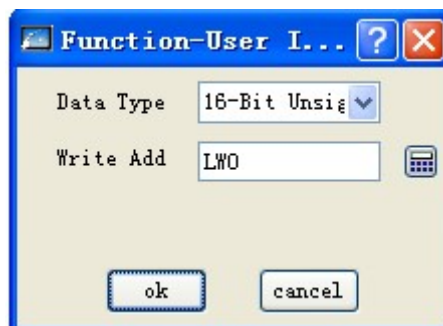 Function-User I...
Data Type 16-Bit Unsig
Write Add LW0
ok cancel